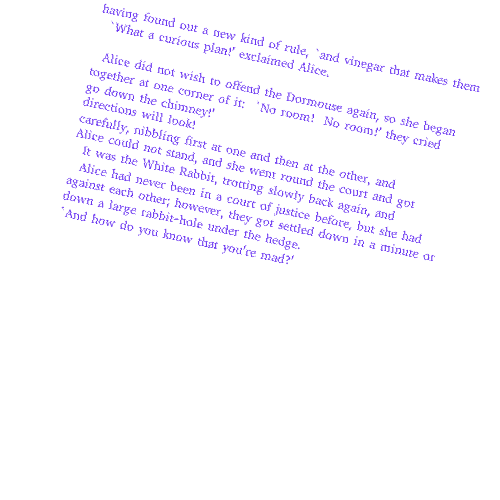 having found out a new kind of rule, `and vinegar that makes them
`What a curious plan!' exclaimed Alice.
Alice did not wish to offend the Dormouse again, so she began
together at one corner of it: `No room! No room!' they cried
go down the chimney!'
directions will look!
carefully, nibbling first at one and then at the other, and
Alice could not stand, and she went round the court and got
It was the White Rabbit, trotting slowly back again, and
Alice had never been in a court of justice before, but she had
against each other; however, they got settled down in a minute or
down a large rabbit-hole under the hedge.
`And how do you know that you're mad?'